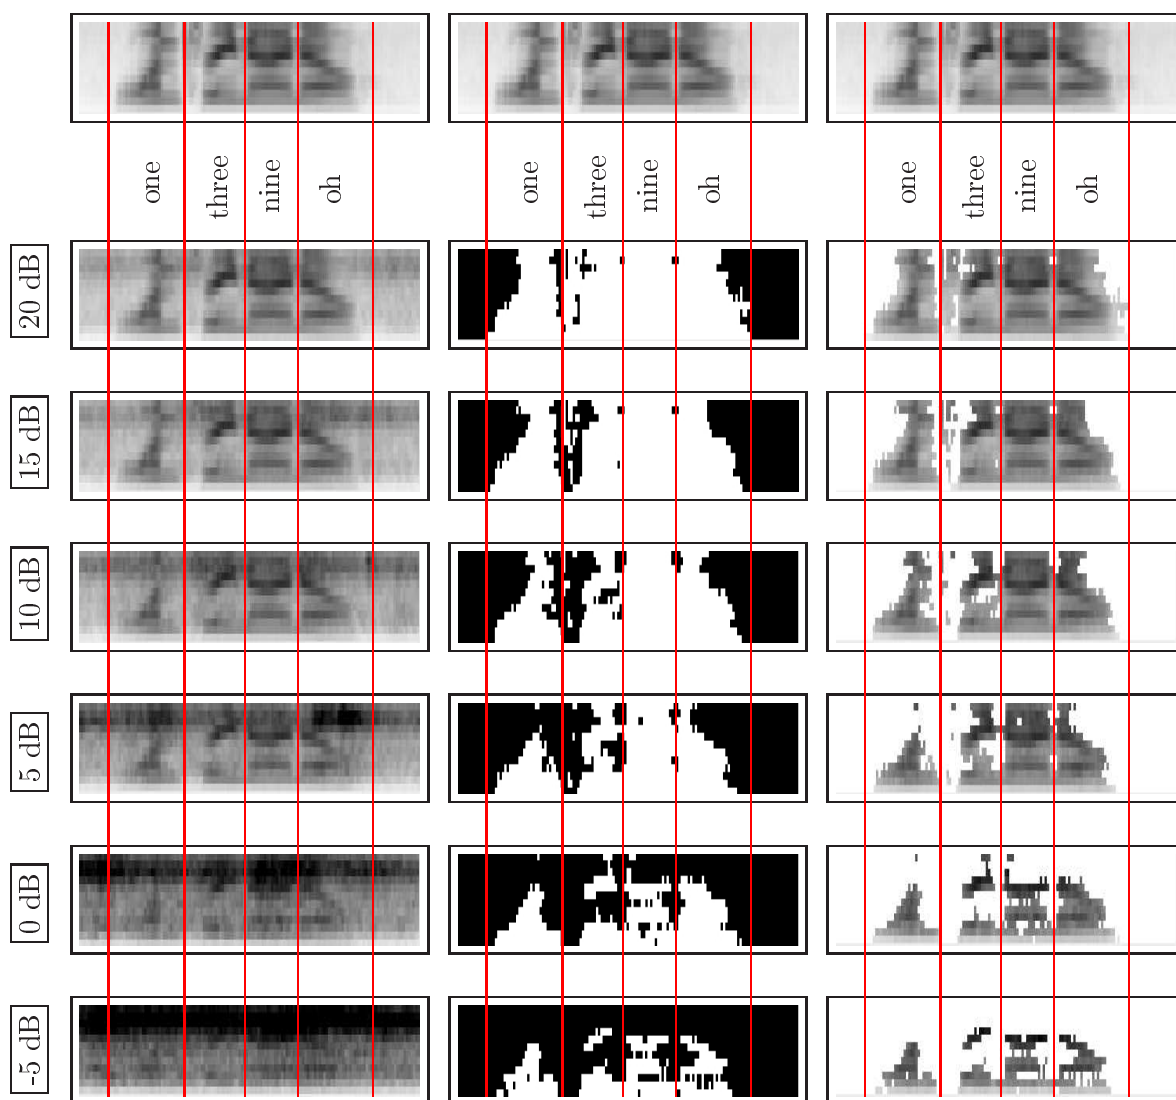 one three nine oh one three nine oh one three nine oh
20 dB
15 dB
10 dB
5 dB
0 dB
-5 dB